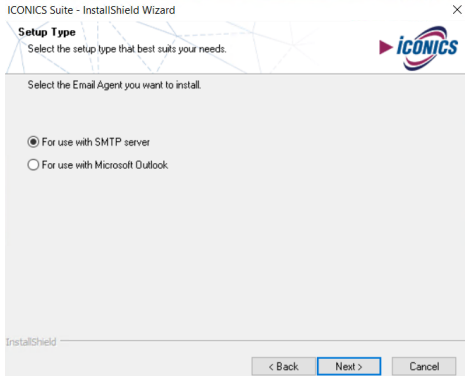 ICONICS Suite - InstallShield Wizard
Setup Type
Select the setup type that best suits your needs.
ICONICS
Select the Email Agent you want to install.
For use with SMTP server
For use with Microsoft Outlook
InstallShield
< Back
Next >
Cancel